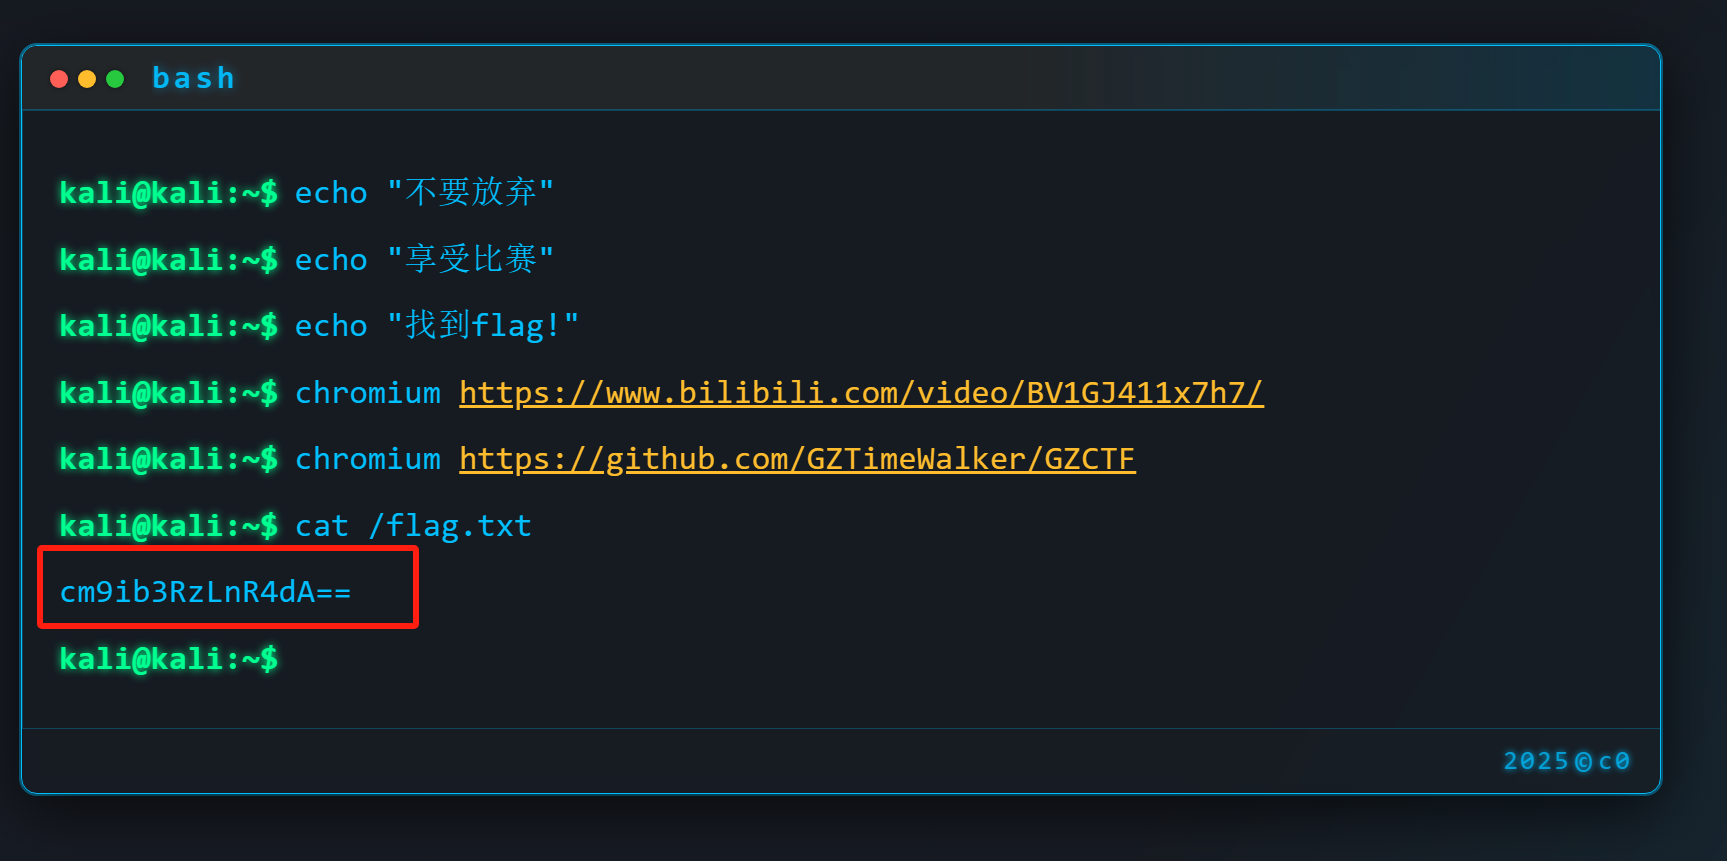 bash
kali@kali:~$ echo "不要放弃"
kali@kali:~$ echo "享受比赛"
kali@kali:~$ echo "找到flag!"
kali@kali:~$ chromium https://www.bilibili.com/video/BV1GJ411x7h7/
kali@kali:~$ chromium https://github.com/GZTimeWalker/GZCTF
kali@kali:~$ cat /flag.txt
cm9ib3RzLnR4dA==
kali@kali:~$
2025©c0